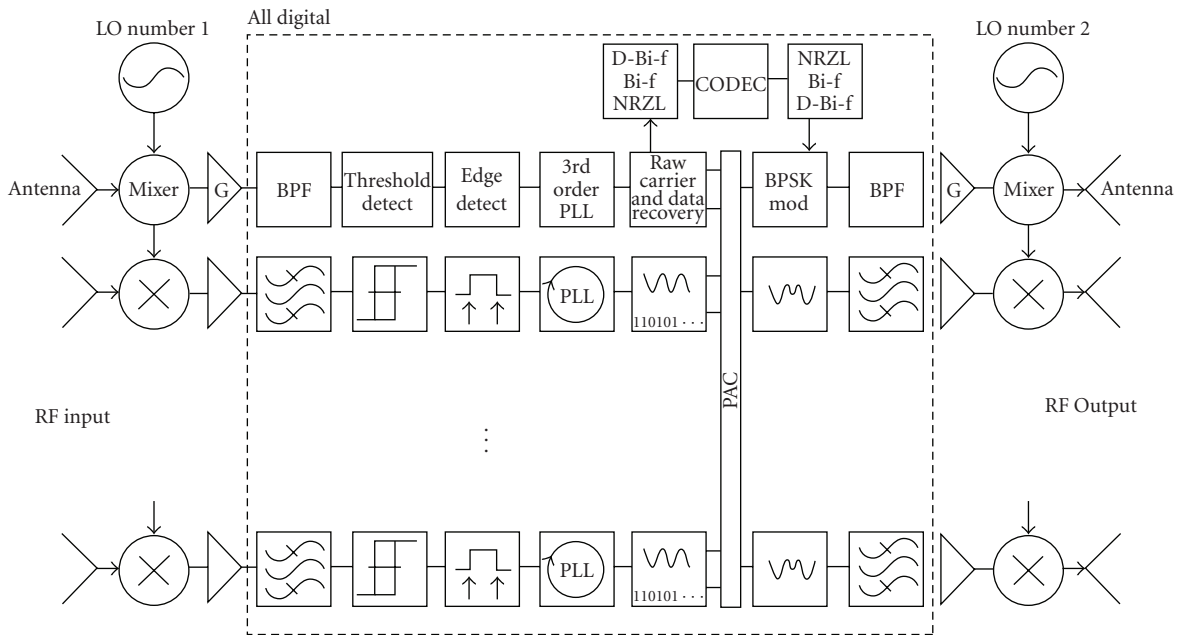 All digital
LO number 1
LO number 2
D-Bi-f
Bi-f
NRZL
CODEC
NRZL
Bi-f
D-Bi-f
Antenna
Mixer
G
BPF
Threshold
detect
Edge
detect
3rd
order
PLL
Raw
carrier
and data
recovery
BPSK
mod
BPF
G
Mixer
Antenna
PLL
110101 · · ·
PAC
RF input
RF Output
PLL
110101 · · ·